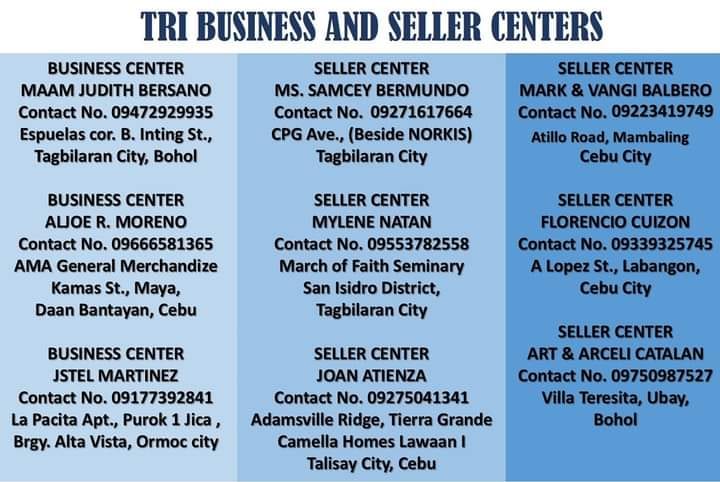 TRI BUSINESS AND SELLER CENTERS
BUSINESS CENTER
MAAM JUDITH BERSANO
Contact No. 09472929935
Espuelas cor. B. Inting St.,
Tagbilaran City, Bohol
BUSINESS CENTER
ALJOE R. MORENO
Contact No. 09666581365
AMA General Merchandize
Kamas St., Maya,
Daan Bantayan, Cebu
BUSINESS CENTER
JSTEL MARTINEZ
Contact No. 09177392841
La Pacita Apt., Purok 1 Jica ,
Brgy. Alta Vista, Ormoc city
SELLER CENTER
MS. SAMCEY BERMUNDO
Contact No. 09271617664
CPG Ave., (Beside NORKIS)
Tagbilaran City
SELLER CENTER
MYLENE NATAN
Contact No. 09553782558
March of Faith Seminary
San Isidro District,
Tagbilaran City
SELLER CENTER
JOAN ATIENZA
Contact No. 09275041341
Adamsville Ridge, Tierra Grande
Camella Homes Lawaan I
Talisay City, Cebu
SELLER CENTER
MARK & VANGI BALBERO
Contact No. 09223419749
Atillo Road, Mambaling
Cebu City
SELLER CENTER
FLORENCIO CUIZON
Contact No. 09339325745
A Lopez St., Labangon,
Cebu City
SELLER CENTER
ART & ARCELI CATALAN
Contact No. 09750987527
Villa Teresita, Ubay,
Bohol